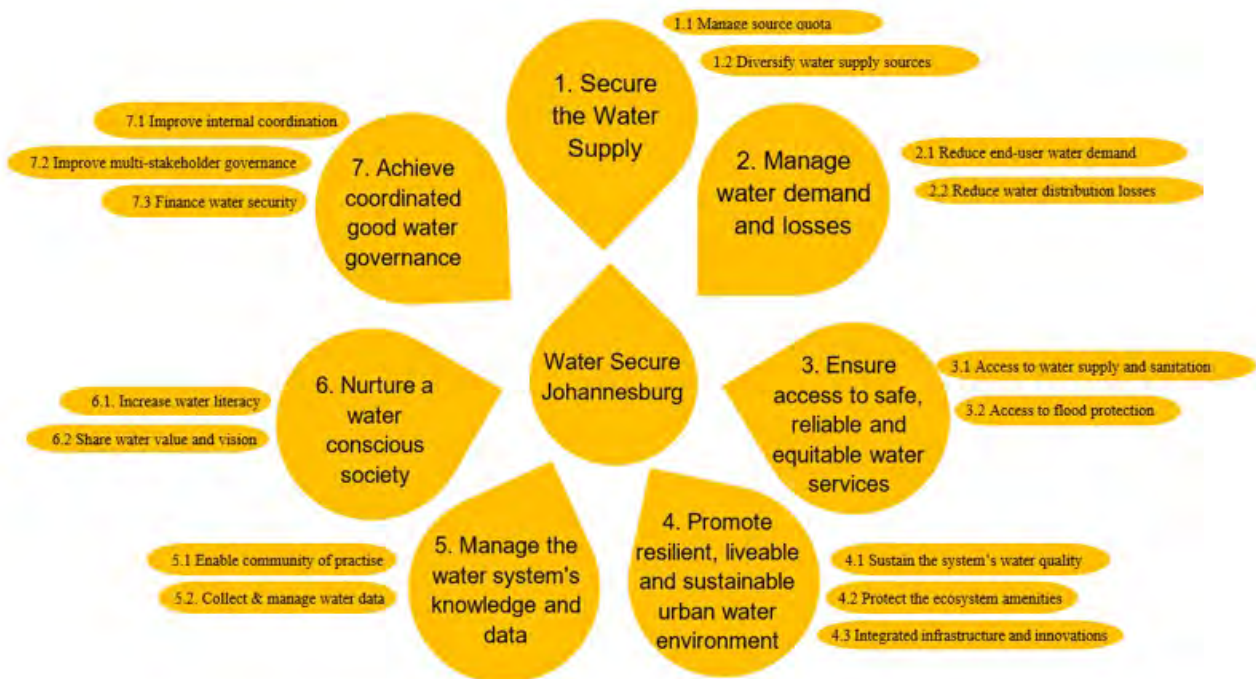 1. Secure
the Water
Supply
1.1 Manage source quota
1.2 Diversify water supply sources
2. Manage
water demand
and losses
2.1 Reduce end-user water demand
2.2 Reduce water distribution losses
3. Ensure
access to safe,
reliable and
equitable water
services
3.1 Access to water supply and sanitation
3.2 Access to flood protection
4. Promote
resilient, liveable
and sustainable
urban water
environment
4.1 Sustain the system's water quality
4.2 Protect the ecosystem amenities
4.3 Integrated infrastructure and innovations
5. Manage the
water system's
knowledge and
data
5.1 Enable community of practise
5.2. Collect & manage water data
6. Nurture a
water
conscious
society
6.1. Increase water literacy
6.2 Share water value and vision
7. Achieve
coordinated
good water
governance
7.1 Improve internal coordination
7.2 Improve multi-stakeholder governance
7.3 Finance water security
Water Secure
Johannesburg